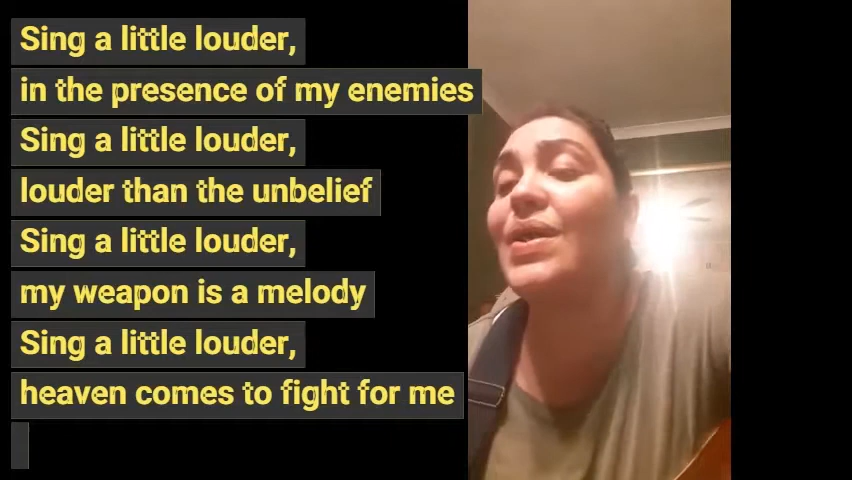 Sing a little louder,
in the presence of my enemies
Sing a little louder,
louder than the unbelief
Sing a little louder,
my weapon is a melody
Sing a little louder,
heaven comes to fight for me